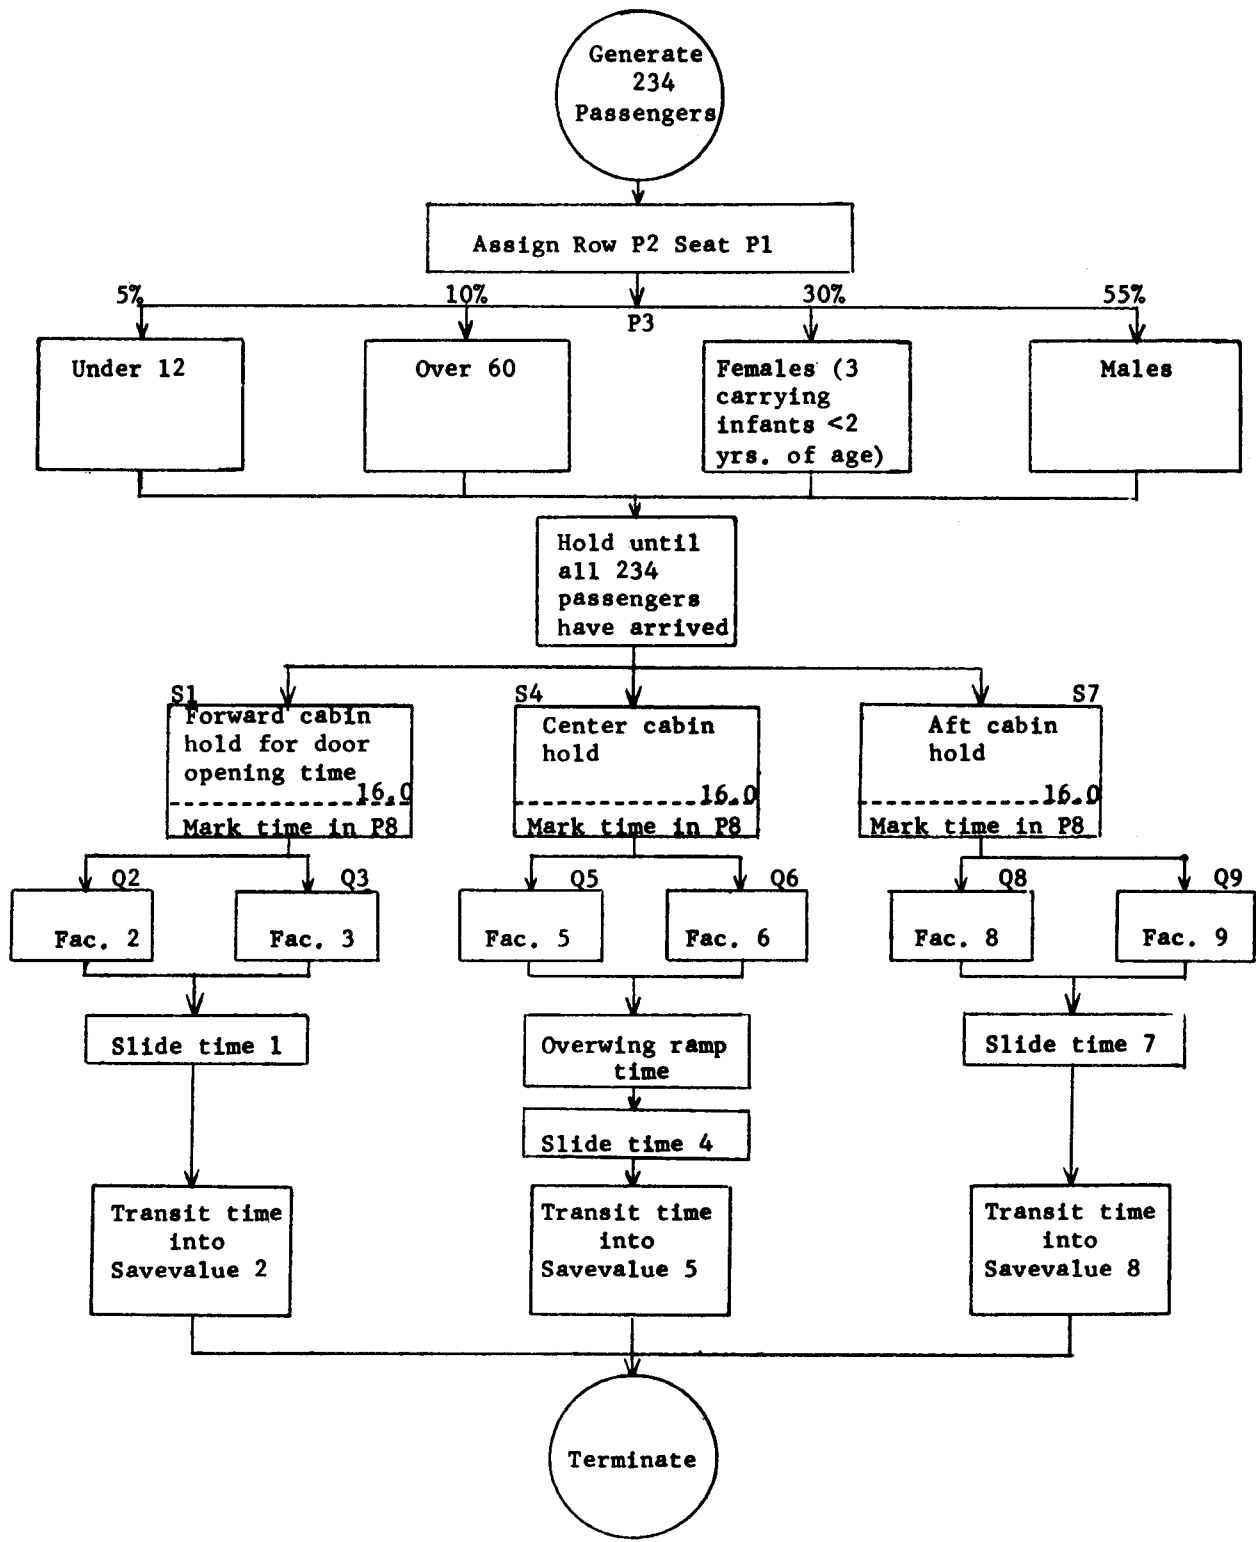 Generate
234
Passengers
Assign Row P2 Seat P1
5%
10%
30%
55%
P3
Under 12
Over 60
Females (3
carrying
infants <2
yrs. of age)
Males
Hold until
all 234
passengers
have arrived
S1
Forward cabin
hold for door
opening time
16.0
Mark time in P8
S4
Center cabin
hold
16.0
Mark time in P8
S7
Aft cabin
hold
16.0
Mark time in P8
Q2
Q3
Q5
Q6
Q8
Q9
Fac. 2
Fac. 3
Fac. 5
Fac. 6
Fac. 8
Fac. 9
Slide time 1
Overwing ramp
time
Slide time 7
Slide time 4
Transit time
into
Savevalue 2
Transit time
into
Savevalue 5
Transit time
into
Savevalue 8
Terminate